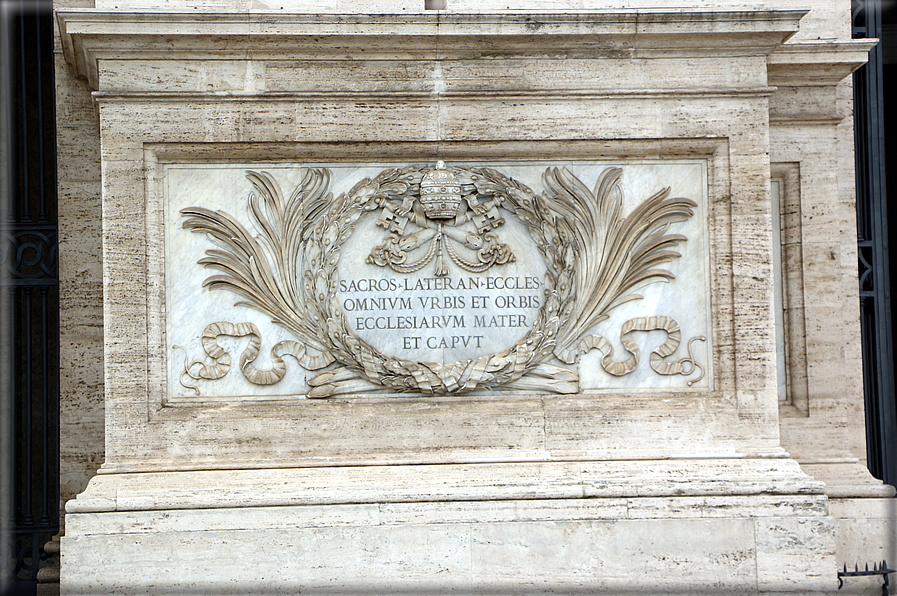 SACROS·LATERAN·ECCLES·
OMNIVM VRBIS ET ORBIS
ECCLESIARVM MATER
ET CAPVT